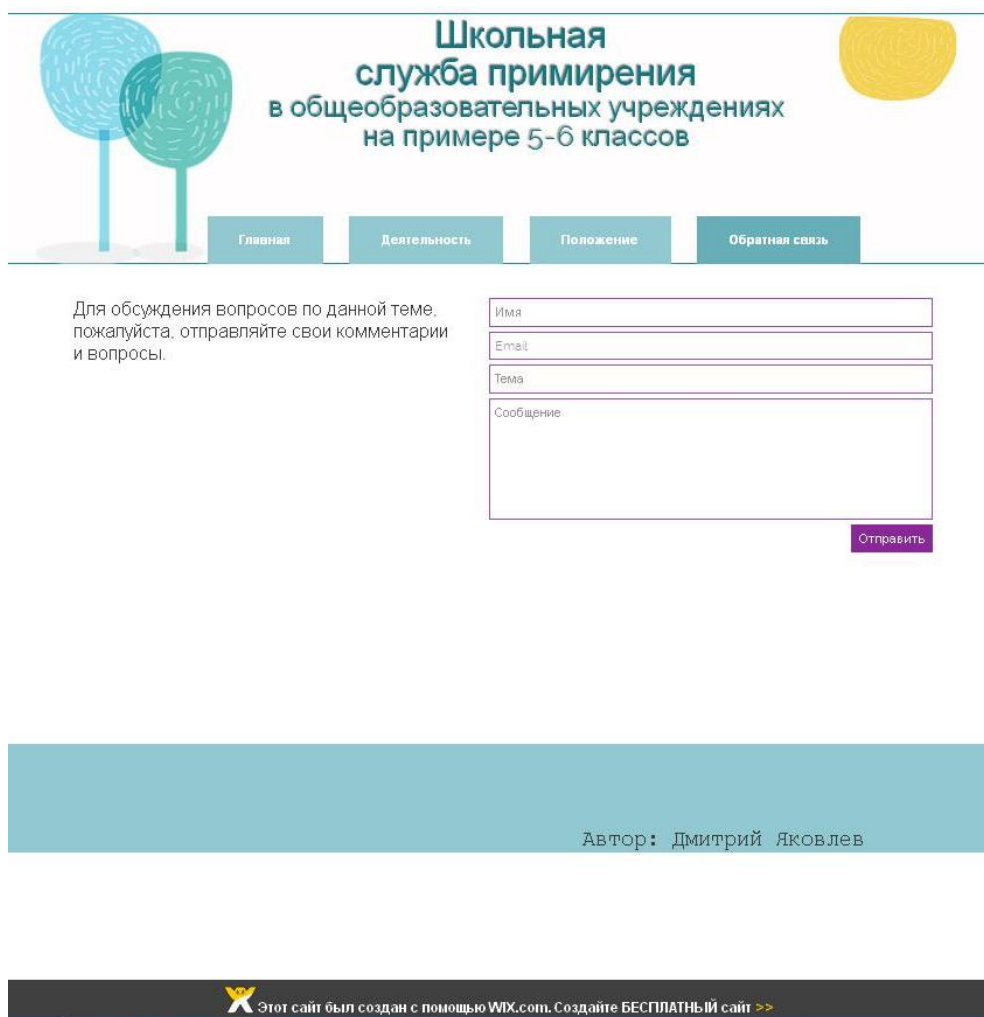 Школьная
служба примирения
в общеобразовательных учреждениях
на примере 5-6 классов
Главная
Деятельность
Положение
Обратная связь
Для обсуждения вопросов по данной теме,
пожалуйста, отправляйте свои комментарии
и вопросы.
Имя
Email
Тема
Сообщение
Отправить
Автор: Дмитрий Яковлев
Этот сайт был создан с помощью WIX.com. Создайте БЕСПЛАТНЫЙ сайт >>